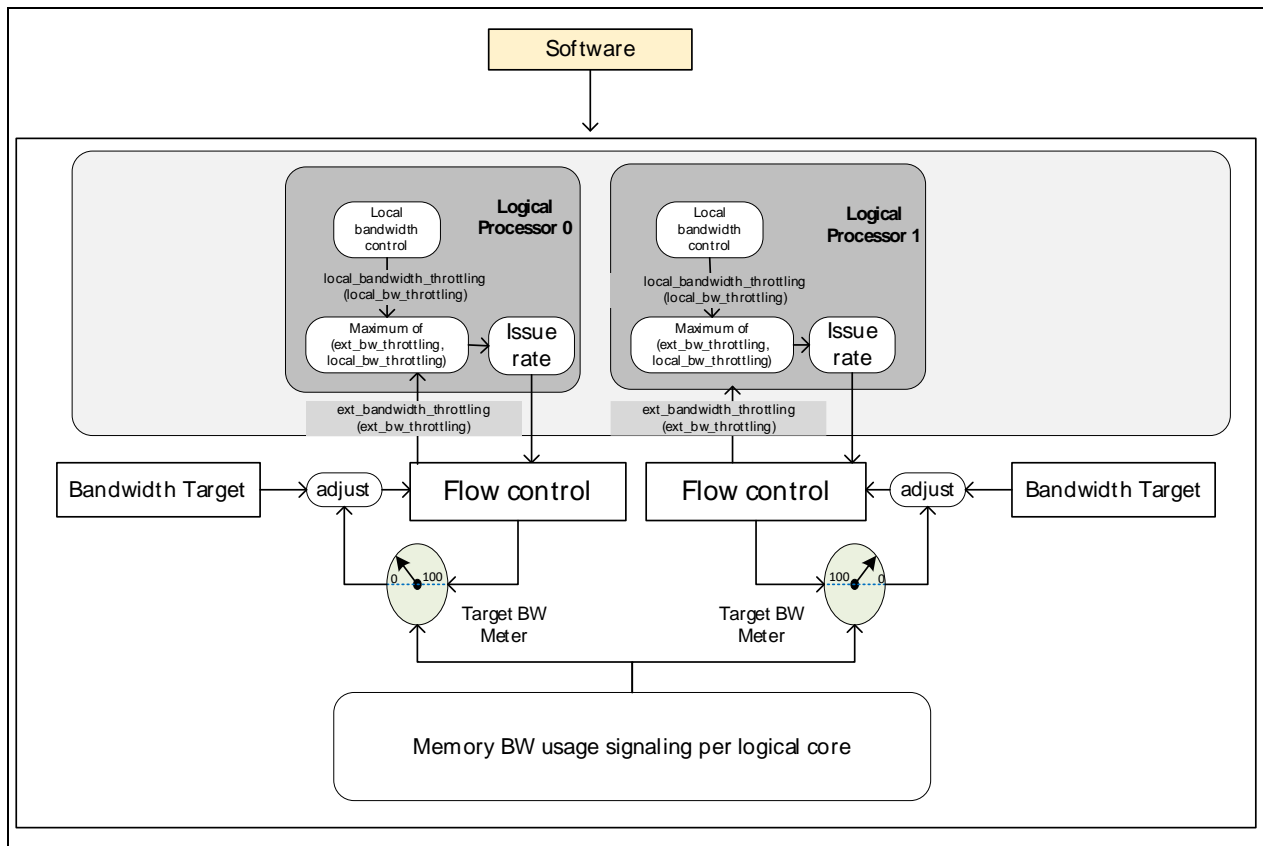 Software
Logical
Processor 0
Local
bandwidth
control
local_bandwidth_throttling
(local_bw_throttling)
Maximum of
(ext_bw_throttling,
local_bw_throttling)
Issue
rate
ext_bandwidth_throttling
(ext_bw_throttling)
Logical
Processor 1
Local
bandwidth
control
local_bandwidth_throttling
(local_bw_throttling)
Maximum of
(ext_bw_throttling,
local_bw_throttling)
Issue
rate
ext_bandwidth_throttling
(ext_bw_throttling)
Bandwidth Target
adjust
Flow control
Flow control
adjust
Bandwidth Target
0 100
Target BW
Meter
100 0
Target BW
Meter
Memory BW usage signaling per logical core